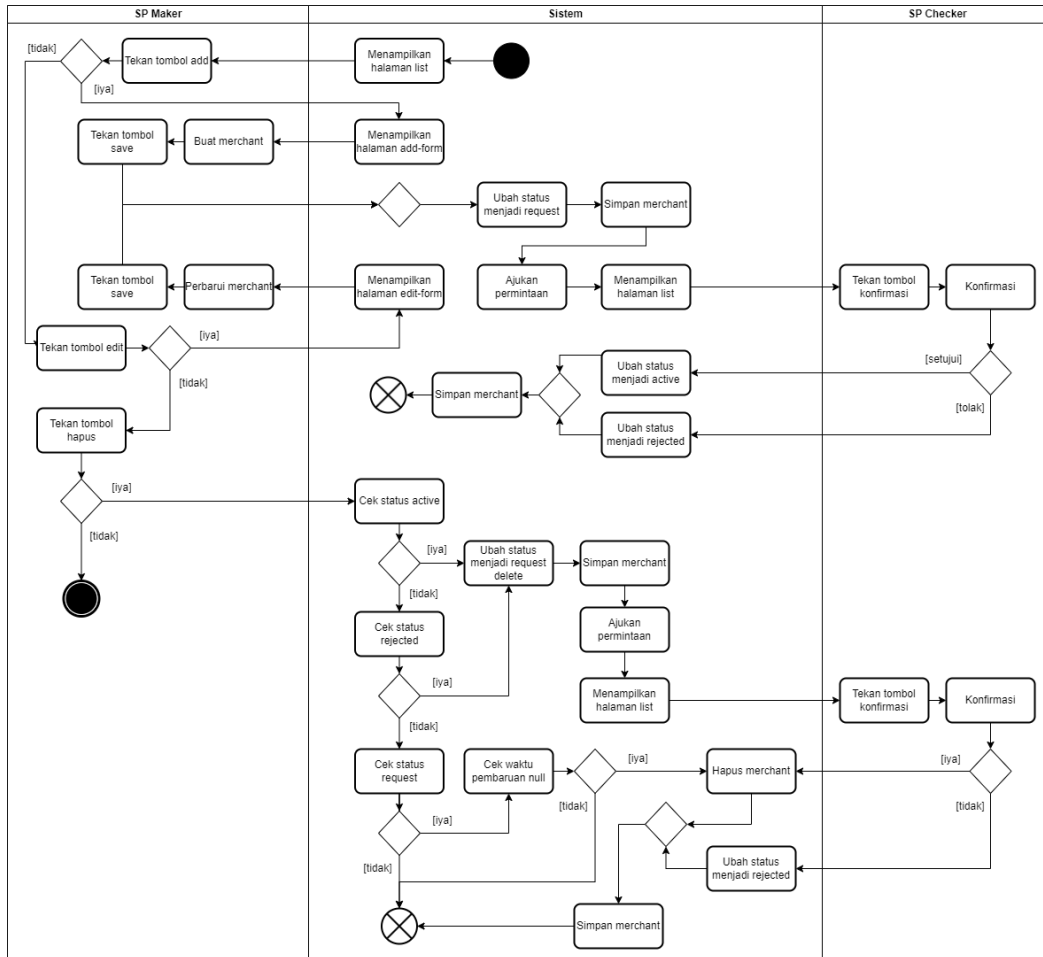 SP Maker
Sistem
SP Checker
[tidak]
Tekan tombol add
Menampilkan
halaman list
[iya]
Tekan tombol
save
Buat merchant
Menampilkan
halaman add-form
Ubah status
menjadi request
Simpan merchant
Tekan tombol
save
Perbarui merchant
Menampilkan
halaman edit-form
Ajukan
permintaan
Menampilkan
halaman list
Tekan tombol
konfirmasi
Konfirmasi
Tekan tombol edit
[iya]
[tidak]
[setujui]
Ubah status
menjadi active
Simpan merchant
[tolak]
Tekan tombol
hapus
Ubah status
menjadi rejected
[iya]
Cek status active
[tidak]
[iya]
Ubah status
menjadi request
delete
Simpan merchant
[tidak]
Cek status
rejected
Ajukan
permintaan
[iya]
Menampilkan
halaman list
Tekan tombol
konfirmasi
Konfirmasi
[tidak]
Cek status
request
Cek waktu
pembaruan null
[iya]
Hapus merchant
[iya]
[tidak]
[tidak]
[iya]
[tidak]
Ubah status
menjadi rejected
Simpan merchant